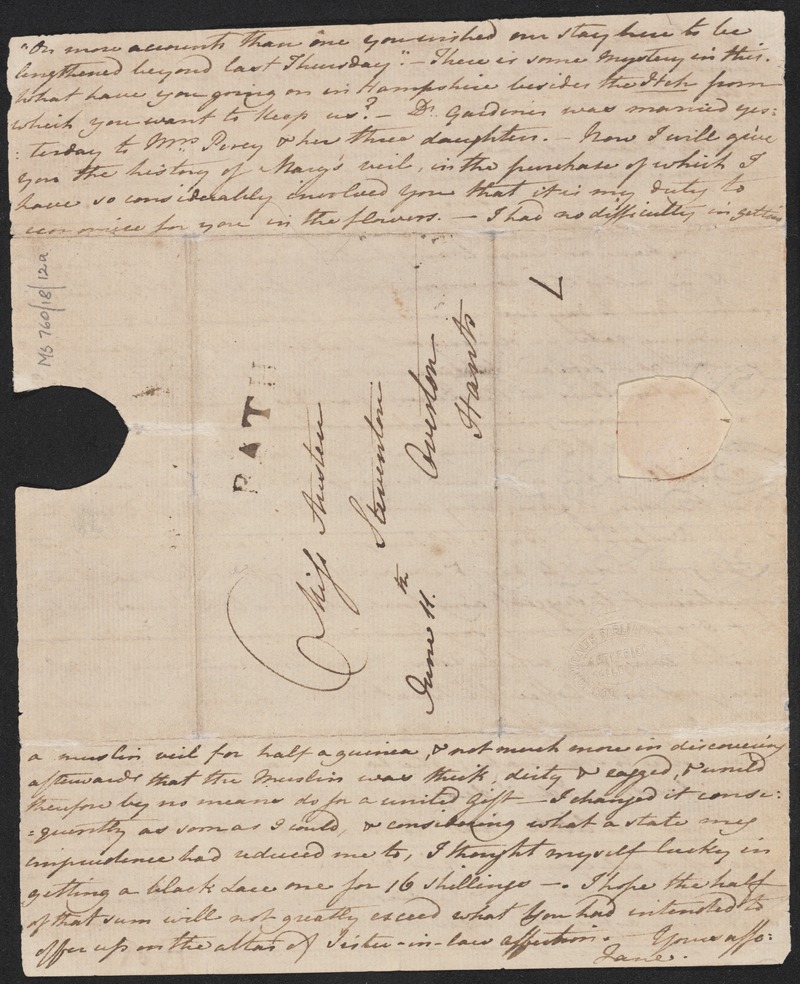 "On more accounts than one you wished our stay here to be
lengthened beyond last Thursday." – There is some Mystery in this.
What have you going on in Hampshire besides the Itch from
which you want to keep us? – Dr. Gardiner was married yes:
:terday to Mrs Percy & her three daughters. – Now I will give
you the history of Mary's veil, in the purchase of which I
have so considerably involved you that it is my duty to
economise for you in the flowers. – I had no difficulty in getting
MS 760/18/12a
BATH
Miss Austen
Steventon
Overton
Hants
June 11th
7
a muslin veil for half a guinea, & not much more in discovering
afterwards that the Muslin was thick, dirty & ragged, & would
therefore by no means do for a united Gift – I changed it conse:
:quently as soon as I could, & considering what a state my
impudence had reduced me to, I thought myself lucky in
getting a black Lace one for 16 shillings –. I hope the half
of that sum will not greatly exceed what You had intended to
offer up on the altar of Sister-in-law affection. – Yours affec:
Jane.